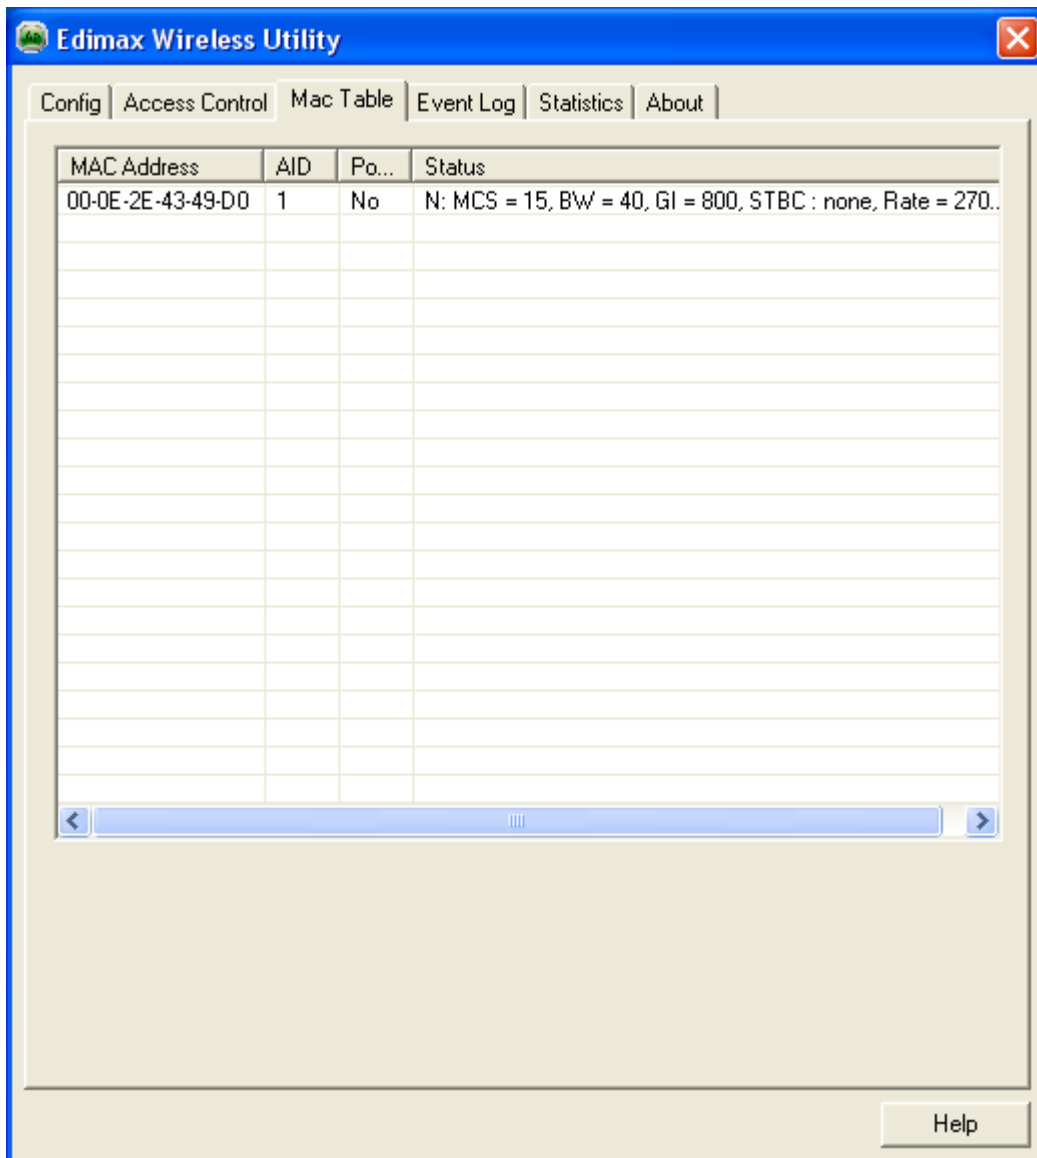 Edimax Wireless Utility
Config Access Control Mac Table Event Log Statistics About
MAC Address AID Po... Status
00-0E-2E-43-49-D0 1 No N: MCS = 15, BW = 40, GI = 800, STBC : none, Rate = 270..
Help